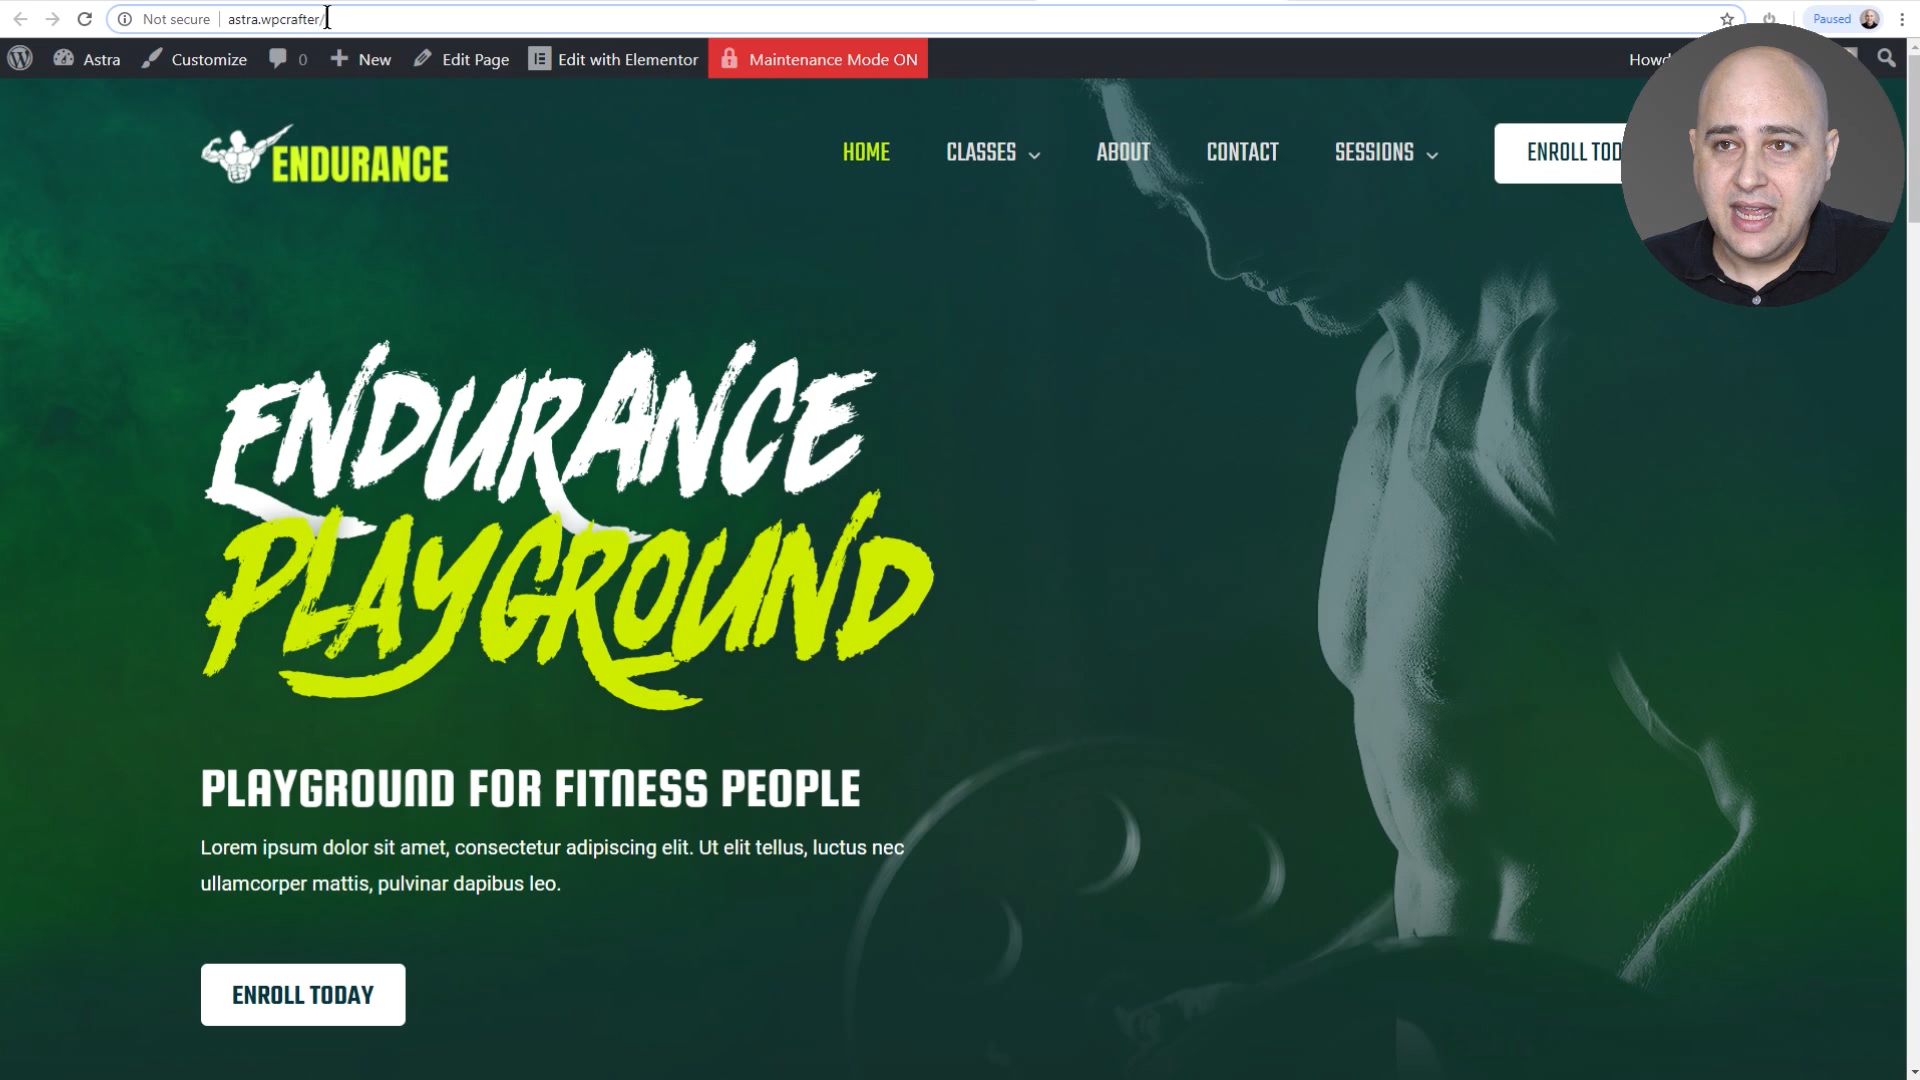 Not secure
astra.wpcrafter/
Paused
Astra
Customize
0
New
Edit Page
Edit with Elementor
Maintenance Mode ON
ENDURANCE
HOME
CLASSES
ABOUT
CONTACT
SESSIONS
ENROLL
ENDURANCE
PLAYGROUND
PLAYGROUND FOR FITNESS PEOPLE
Lorem ipsum dolor sit amet, consectetur adipiscing elit. Ut elit tellus, luctus nec
ullamcorper mattis, pulvinar dapibus leo.
ENROLL TODAY